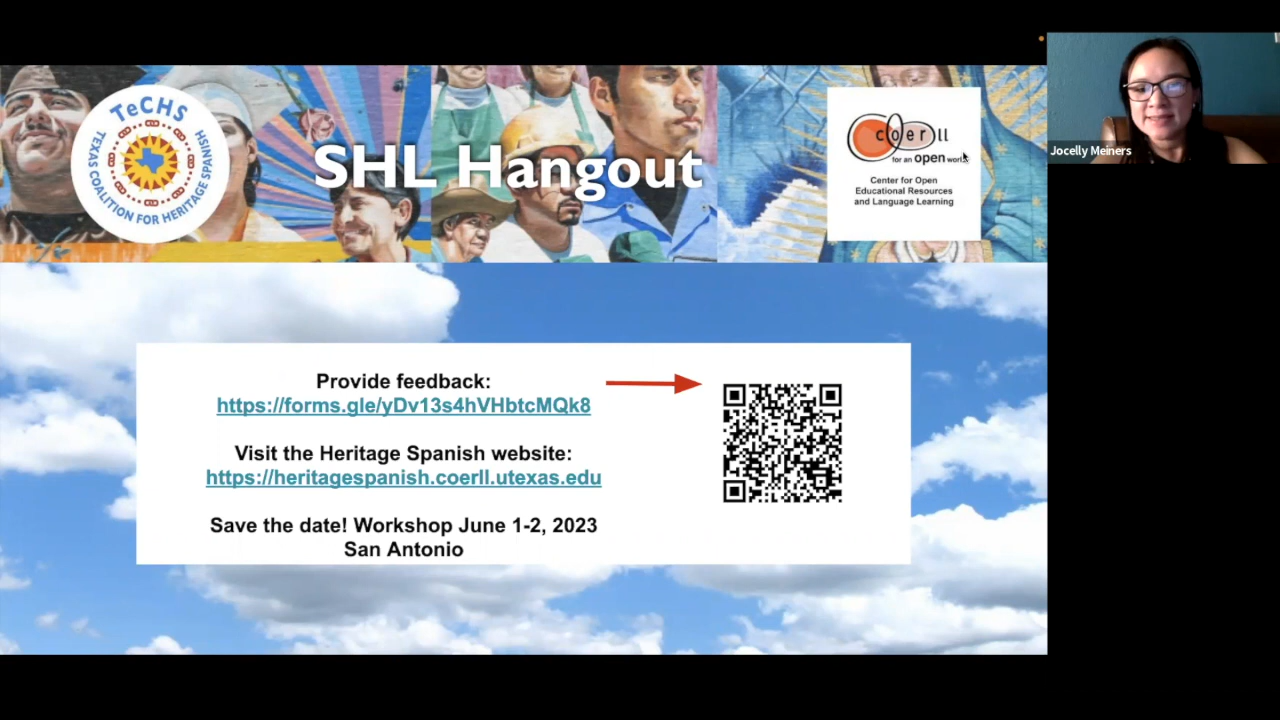 TeCHS
TEXAS COALITION FOR HERITAGE SPANISH
SHL Hangout
coerll
for an open world
Center for Open
Educational Resources
and Language Learning
Jocelly Meiners
Provide feedback:
https://forms.gle/yDv13s4hVHbtcMQk8
Visit the Heritage Spanish website:
https://heritagespanish.coerll.utexas.edu
Save the date! Workshop June 1-2, 2023
San Antonio